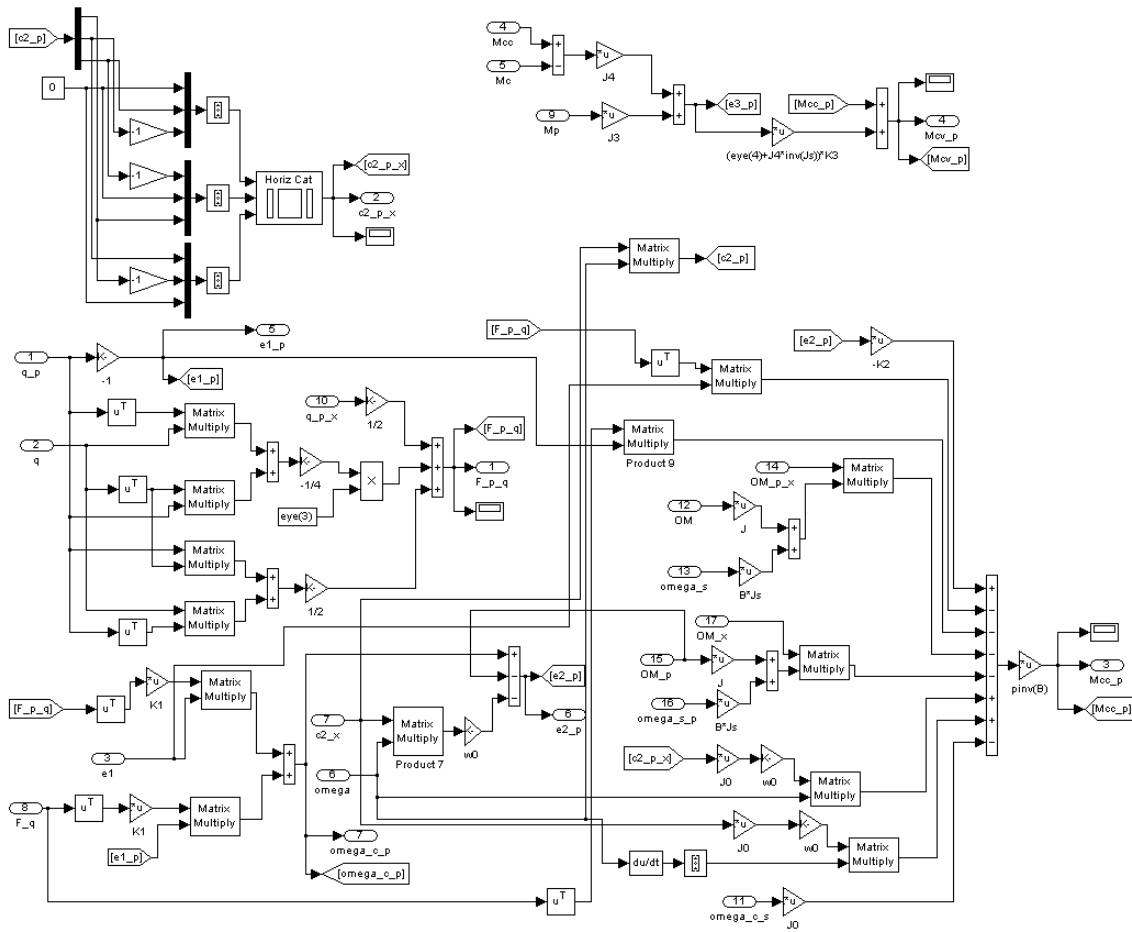 [c2_p]
0
-1
-1
-1
Horiz Cat
[c2_p_x]
2
c2_p_x
4
Mcc
5
Mc
*u
J4
9
Mp
*u
J3
+
-
+
+
[e3_p]
*u
(eye(4)+J4*inv(Js))*K3
[Mcc_p]
+
+
4
Mcv_p
[Mcv_p]
Matrix
Multiply
[c2_p]
5
e1_p
1
q_p
K-
-1
[e1_p]
10
q_p_x
K-
1/2
[F_p_q]
u^T
Matrix
Multiply
[e2_p]
*u
-K2
u^T
Matrix
Multiply
2
q
u^T
Matrix
Multiply
+
+
K-
-1/4
×
eye(3)
+
+
+
[F_p_q]
1
F_p_q
Matrix
Multiply
Product 9
14
OM_p_x
Matrix
Multiply
12
OM
*u
J
13
omega_s
*u
B*Js
+
+
Matrix
Multiply
u^T
Matrix
Multiply
+
+
K-
1/2
17
OM_x
Matrix
Multiply
15
OM_p
*u
J
16
omega_s_p
*u
B*Js
+
+
+
-
-
-
-
+
+
-
*u
pinv(B)
3
Mcc_p
[Mcc_p]
[F_p_q]
u^T
*u
K1
Matrix
Multiply
3
e1
+
+
+
-
-
[e2_p]
6
e2_p
7
c2_x
Matrix
Multiply
Product 7
K-
w0
6
omega
[c2_p_x]
*u
J0
K-
w0
Matrix
Multiply
8
F_q
u^T
*u
K1
Matrix
Multiply
[e1_p]
7
omega_c_p
[omega_c_p]
*u
J0
K-
w0
Matrix
Multiply
du/dt
u^T
11
omega_c_s
*u
J0